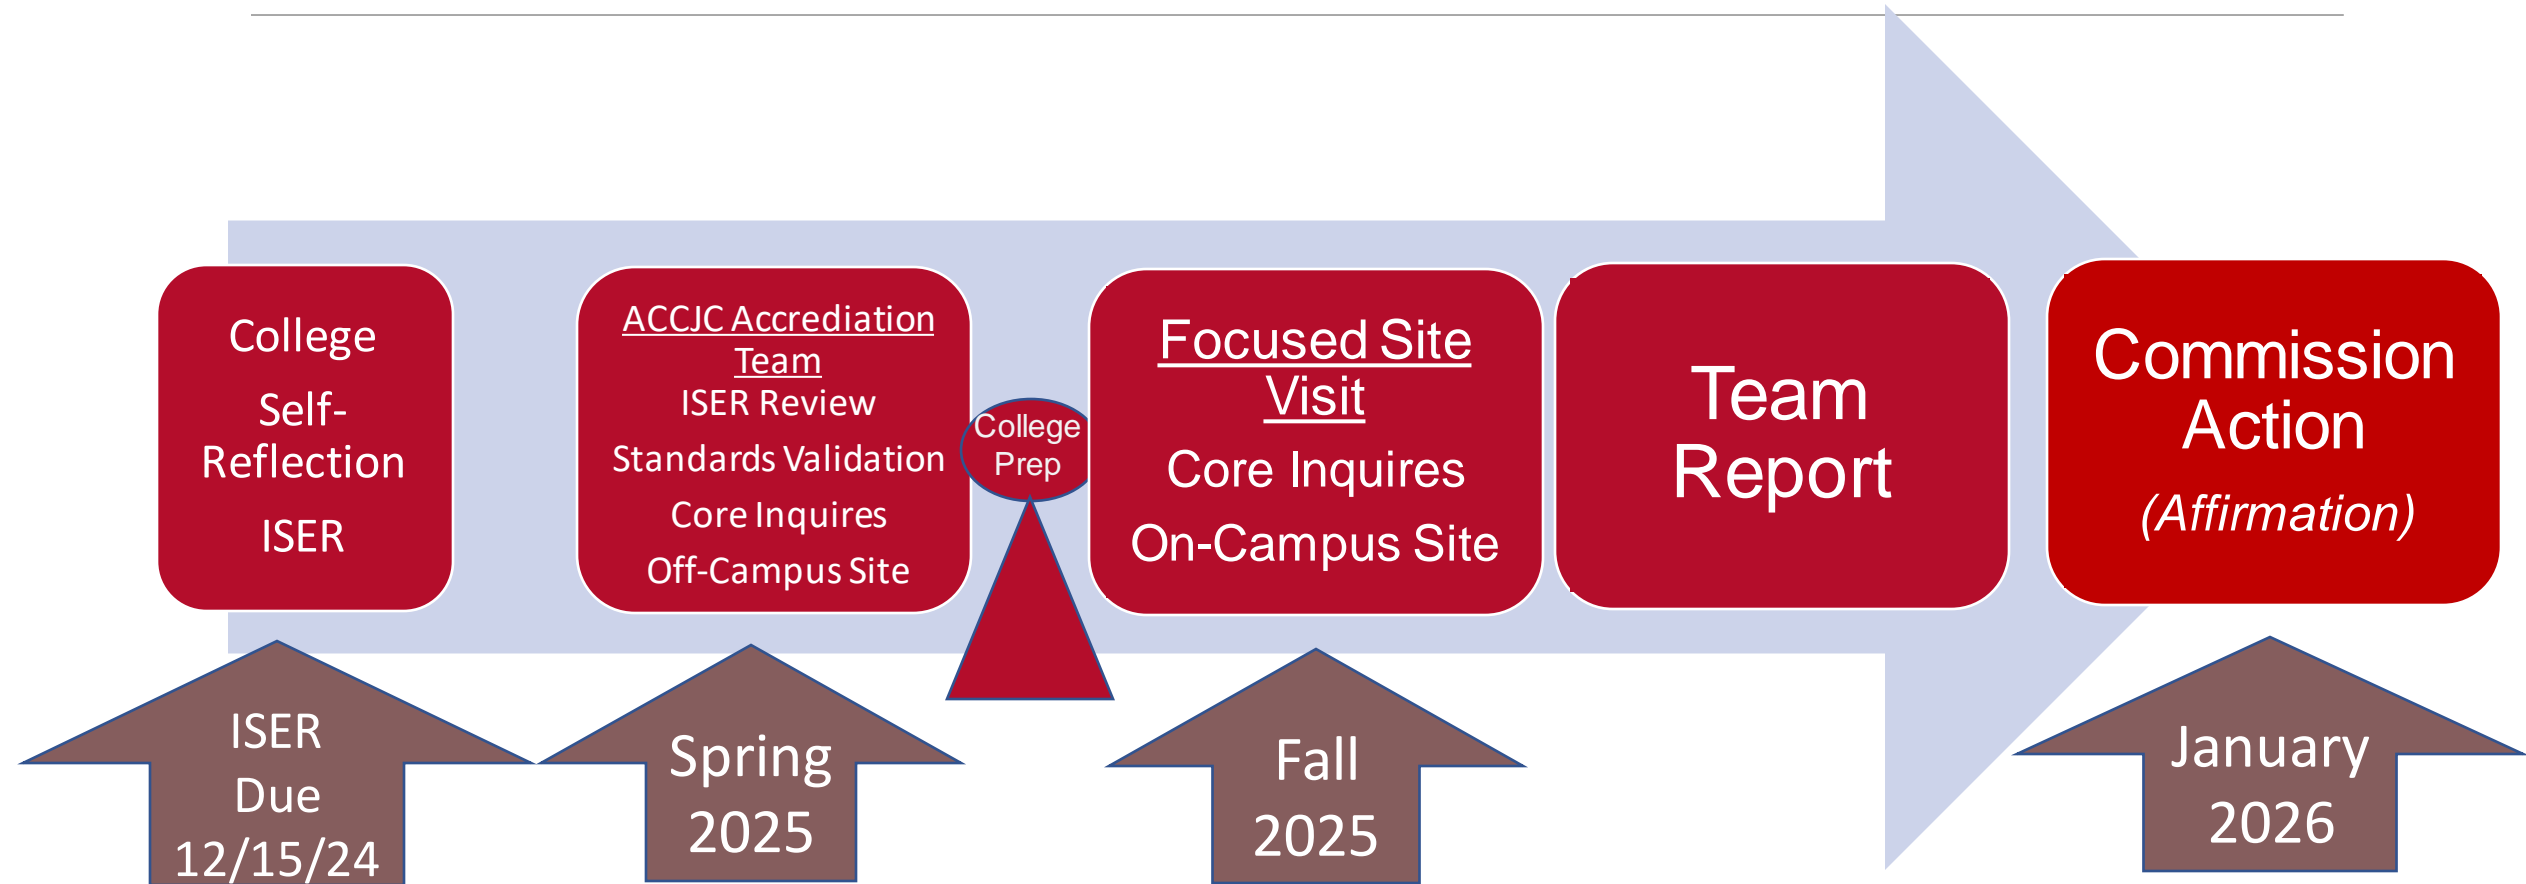 College
Self-
Reflection
ISER
ACCJC Accrediation
Team
ISER Review
Standards Validation
Core Inquires
Off-Campus Site
College
Prep
Focused Site
Visit
Core Inquires
On-Campus Site
Team
Report
Commission
Action
(Affirmation)
ISER
Due
12/15/24
Spring
2025
Fall
2025
January
2026